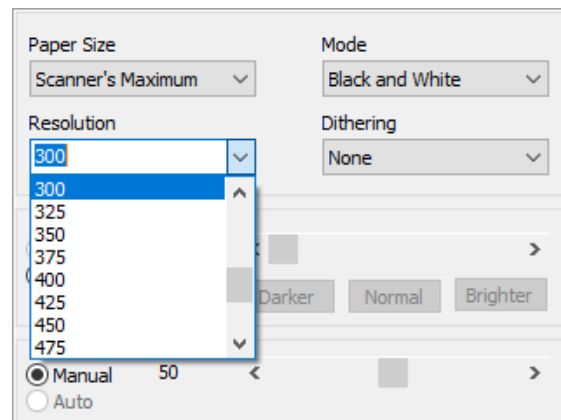 Paper Size
Mode
Scanner's Maximum
Black and White
Resolution
Dithering
300
None
300
325
350
375
400
425
450
475
Darker
Normal
Brighter
Manual
50
Auto